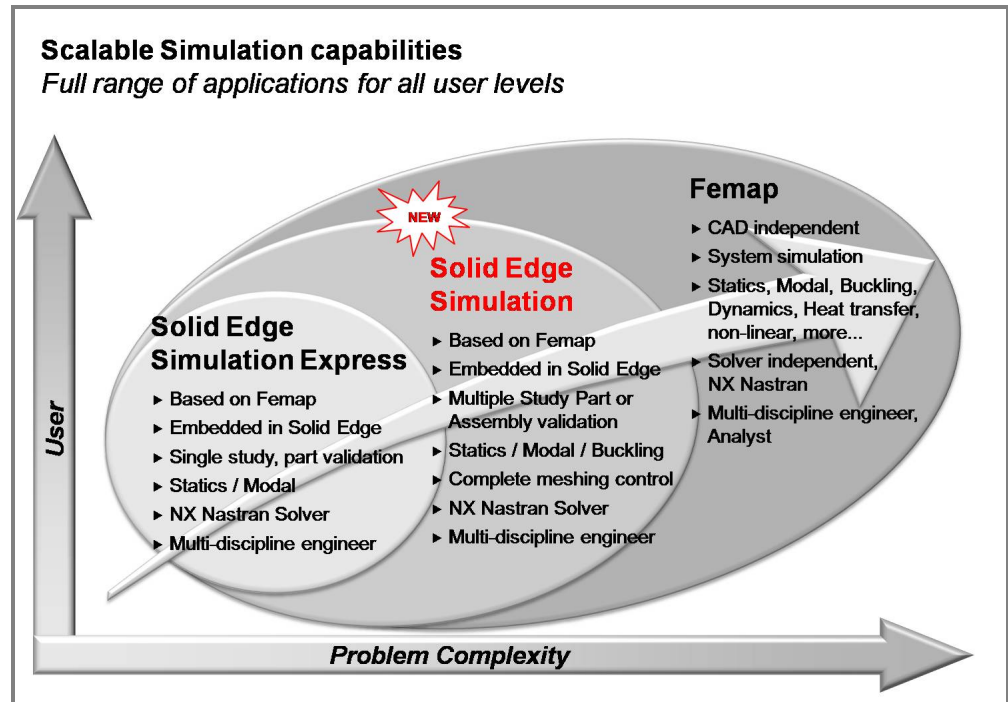 Scalable Simulation capabilities
Full range of applications for all user levels
User
Solid Edge
Simulation Express
▸ Based on Femap
▸ Embedded in Solid Edge
▸ Single study, part validation
▸ Statics / Modal
▸ NX Nastran Solver
▸ Multi-discipline engineer
NEW
Solid Edge
Simulation
▸ Based on Femap
▸ Embedded in Solid Edge
▸ Multiple Study Part or
Assembly validation
▸ Statics / Modal / Buckling
▸ Complete meshing control
▸ NX Nastran Solver
▸ Multi-discipline engineer
Femap
▸ CAD independent
▸ System simulation
▸ Statics, Modal, Buckling,
Dynamics, Heat transfer,
non-linear, more...
▸ Solver independent,
NX Nastran
▸ Multi-discipline engineer,
Analyst
Problem Complexity